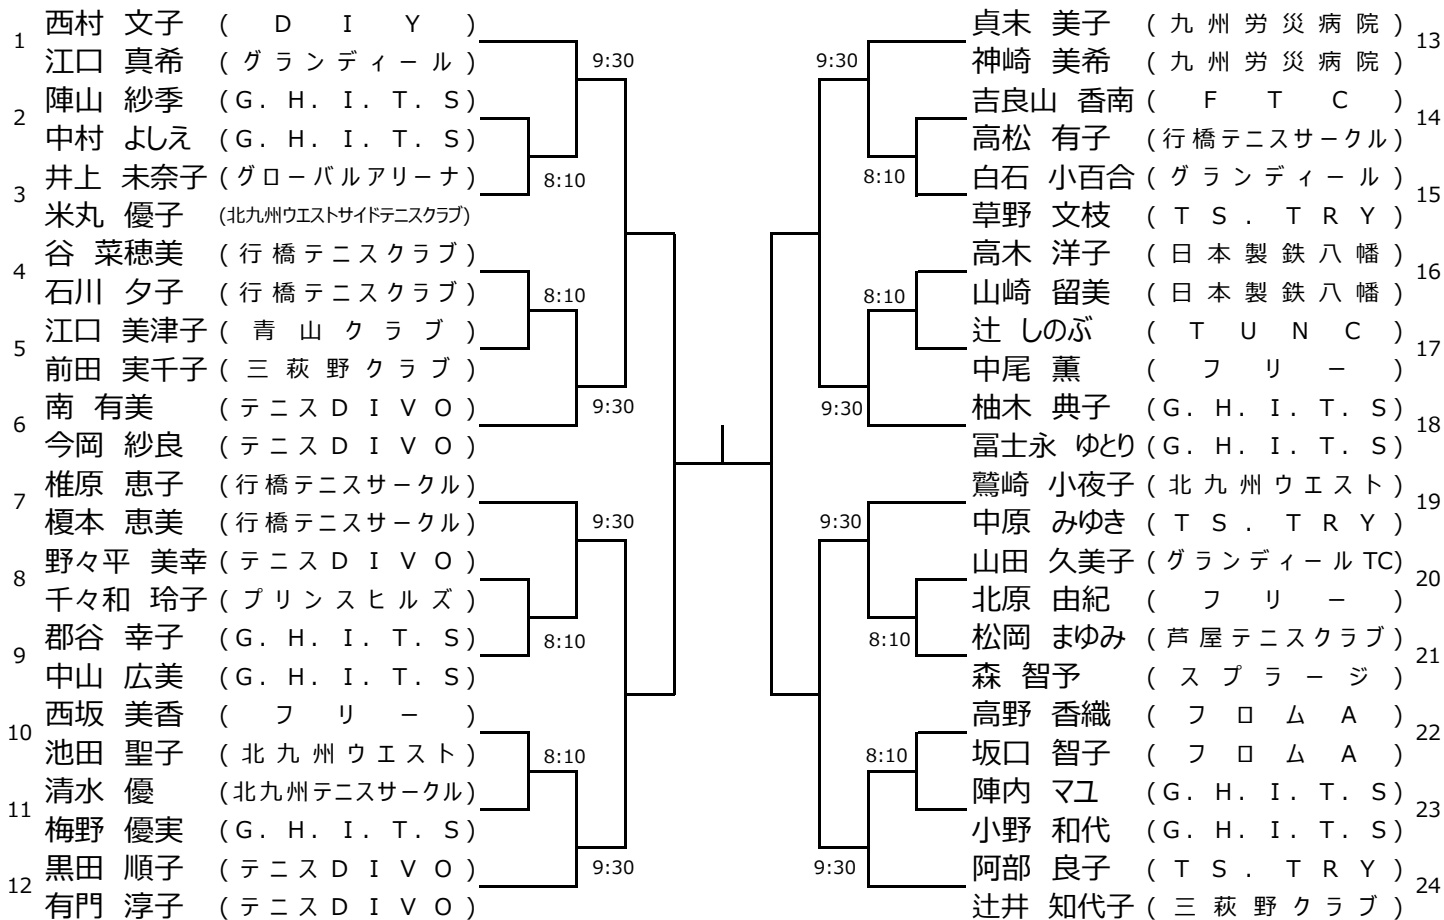 1
西村 文子 ( D I Y )
江口 真希 (グランディール)
2
陣山 紗季 (G. H. I. T. S)
中村 よしえ (G. H. I. T. S)
3
井上 未奈子 (グローバルアリーナ)
米丸 優子 (北九州ウエストサイドテニスクラブ)
4
谷 菜穂美 (行橋テニスクラブ)
石川 夕子 (行橋テニスクラブ)
5
江口 美津子 (青山クラブ)
前田 実千子 (三萩野クラブ)
6
南 有美 (テニスDIVO)
今岡 紗良 (テニスDIVO)
7
椎原 恵子 (行橋テニスサークル)
榎本 恵美 (行橋テニスサークル)
8
野々平 美幸 (テニスDIVO)
千々和 玲子 (プリンスヒルズ)
9
郡谷 幸子 (G. H. I. T. S)
中山 広美 (G. H. I. T. S)
10
西坂 美香 (フリー)
池田 聖子 (北九州ウエスト)
11
清水 優 (北九州テニスサークル)
梅野 優実 (G. H. I. T. S)
12
黒田 順子 (テニスDIVO)
有門 淳子 (テニスDIVO)
9:30
8:10
8:10
9:30
9:30
8:10
8:10
9:30
9:30
8:10
8:10
9:30
9:30
8:10
8:10
9:30
貞末 美子 (九州労災病院)
神崎 美希 (九州労災病院)
13
吉良山 香南 ( F T C )
高松 有子 (行橋テニスサークル)
14
白石 小百合 (グランディール)
草野 文枝 (TS. TRY)
15
高木 洋子 (日本製鉄八幡)
山崎 留美 (日本製鉄八幡)
16
辻 しのぶ ( T U N C )
中尾 薫 (フリー)
17
柚木 典子 (G. H. I. T. S)
冨士永 ゆとり (G. H. I. T. S)
18
鷲崎 小夜子 (北九州ウエスト)
中原 みゆき (TS. TRY)
19
山田 久美子 (グランディールTC)
北原 由紀 (フリー)
20
松岡 まゆみ (芦屋テニスクラブ)
森 智予 (スプラージ)
21
高野 香織 (フロムA)
坂口 智子 (フロムA)
22
陣内 マユ (G. H. I. T. S)
小野 和代 (G. H. I. T. S)
23
阿部 良子 (TS. TRY)
辻井 知代子 (三萩野クラブ)
24